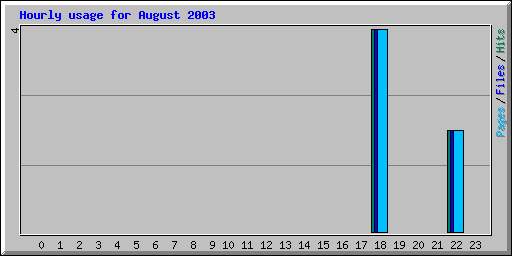 Hourly usage for August 2003
4
Pages/Files/Hits
0 1 2 3 4 5 6 7 8 9 10 11 12 13 14 15 16 17 18 19 20 21 22 23